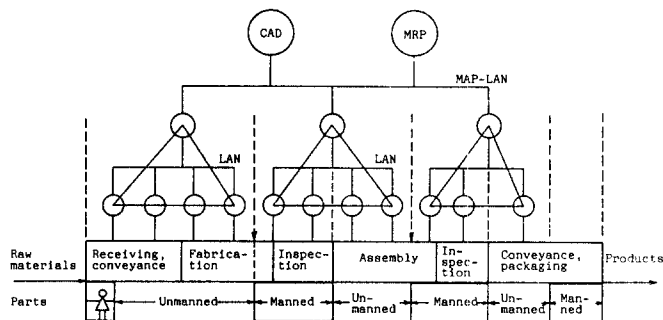 CAD
MRP
MAP-LAN
LAN
LAN
Raw
materials
Receiving,
conveyance
Fabrica-
tion
Inspec-
tion
Assembly
In-
spec-
tion
Conveyance,
packaging
Products
Parts
Unmanned
Manned
Un-
manned
Manned
Un-
manned
Man-
ned